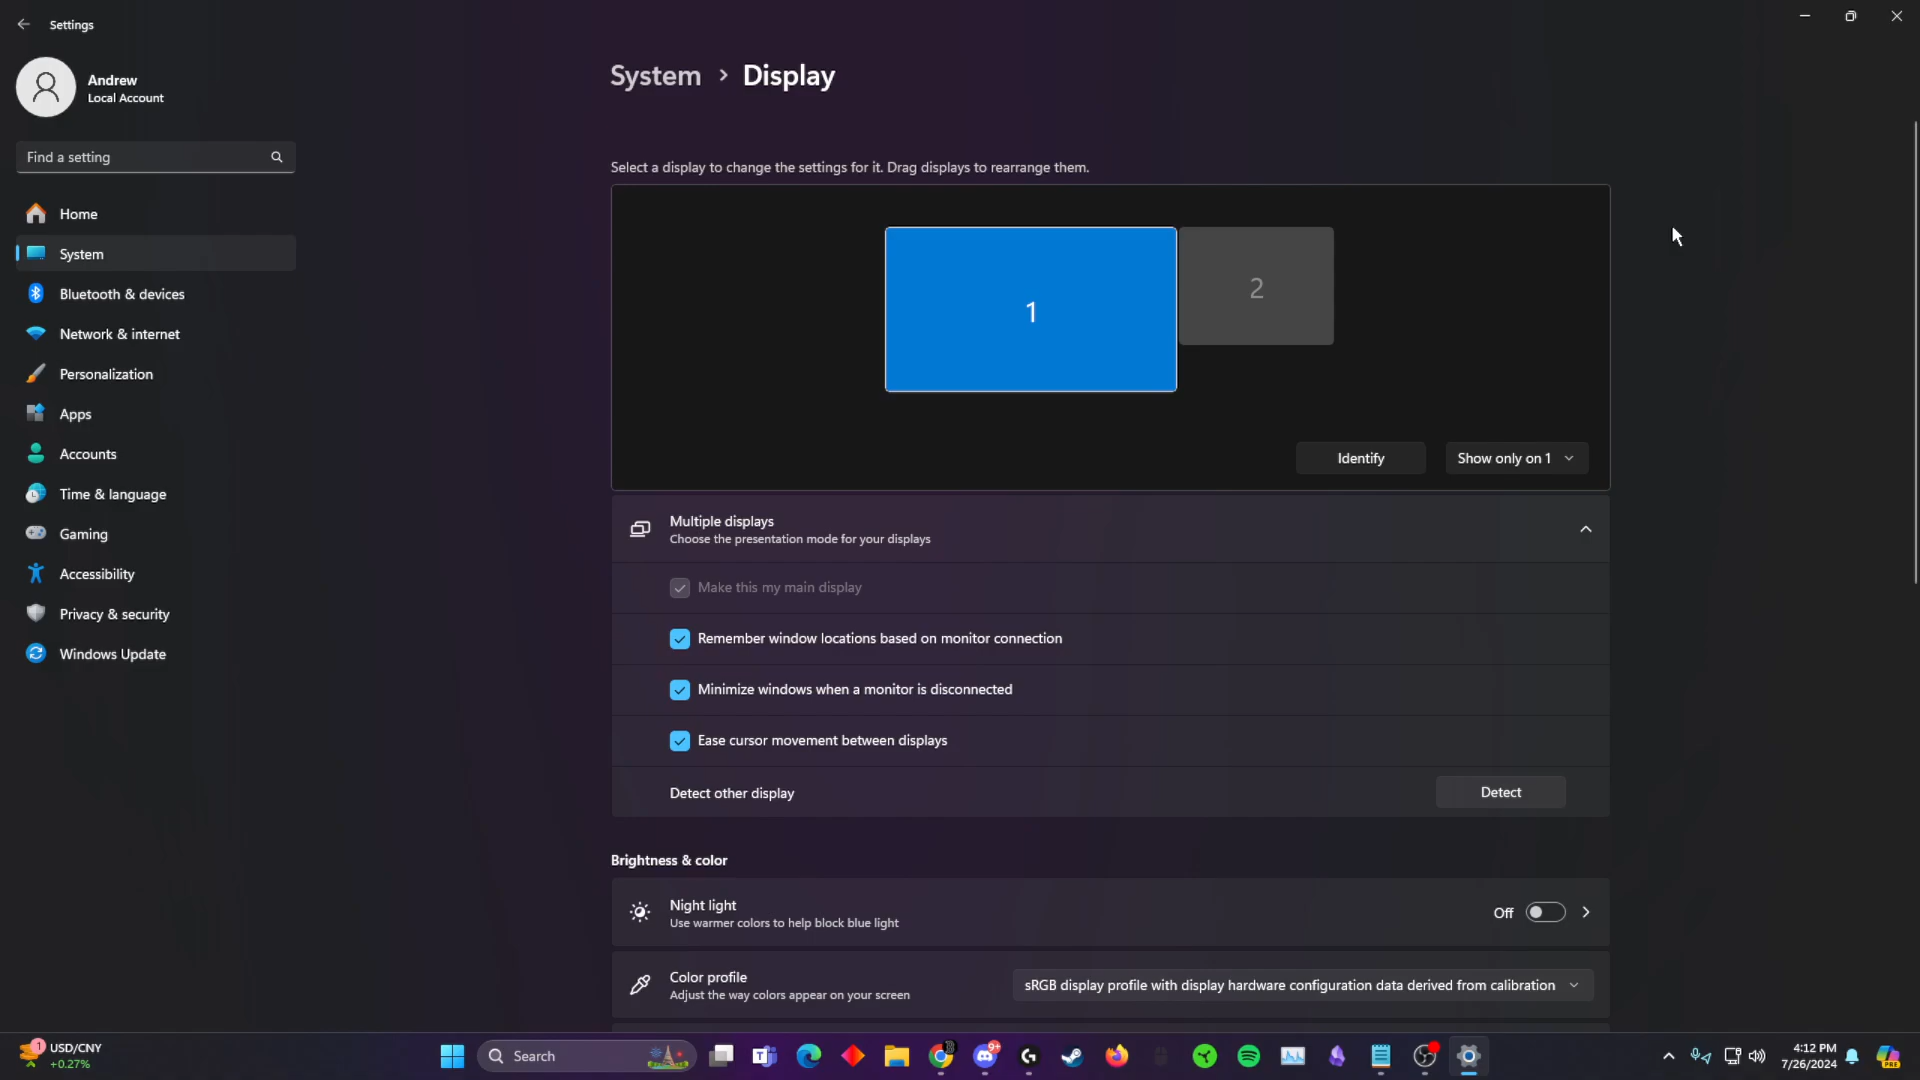 Settings
Andrew
Local Account
Find a setting
Home
System
Bluetooth & devices
Network & internet
Personalization
Apps
Accounts
Time & language
Gaming
Accessibility
Privacy & security
Windows Update
System > Display
Select a display to change the settings for it. Drag displays to rearrange them.
1
2
Identify
Show only on 1
Multiple displays
Choose the presentation mode for your displays
Make this my main display
Remember window locations based on monitor connection
Minimize windows when a monitor is disconnected
Ease cursor movement between displays
Detect other display
Detect
Brightness & color
Night light
Use warmer colors to help block blue light
Off
Color profile
Adjust the way colors appear on your screen
sRGB display profile with display hardware configuration data derived from calibration
1
USD/CNY
+0.27%
Search
9+
4:12 PM
7/26/2024
PRE